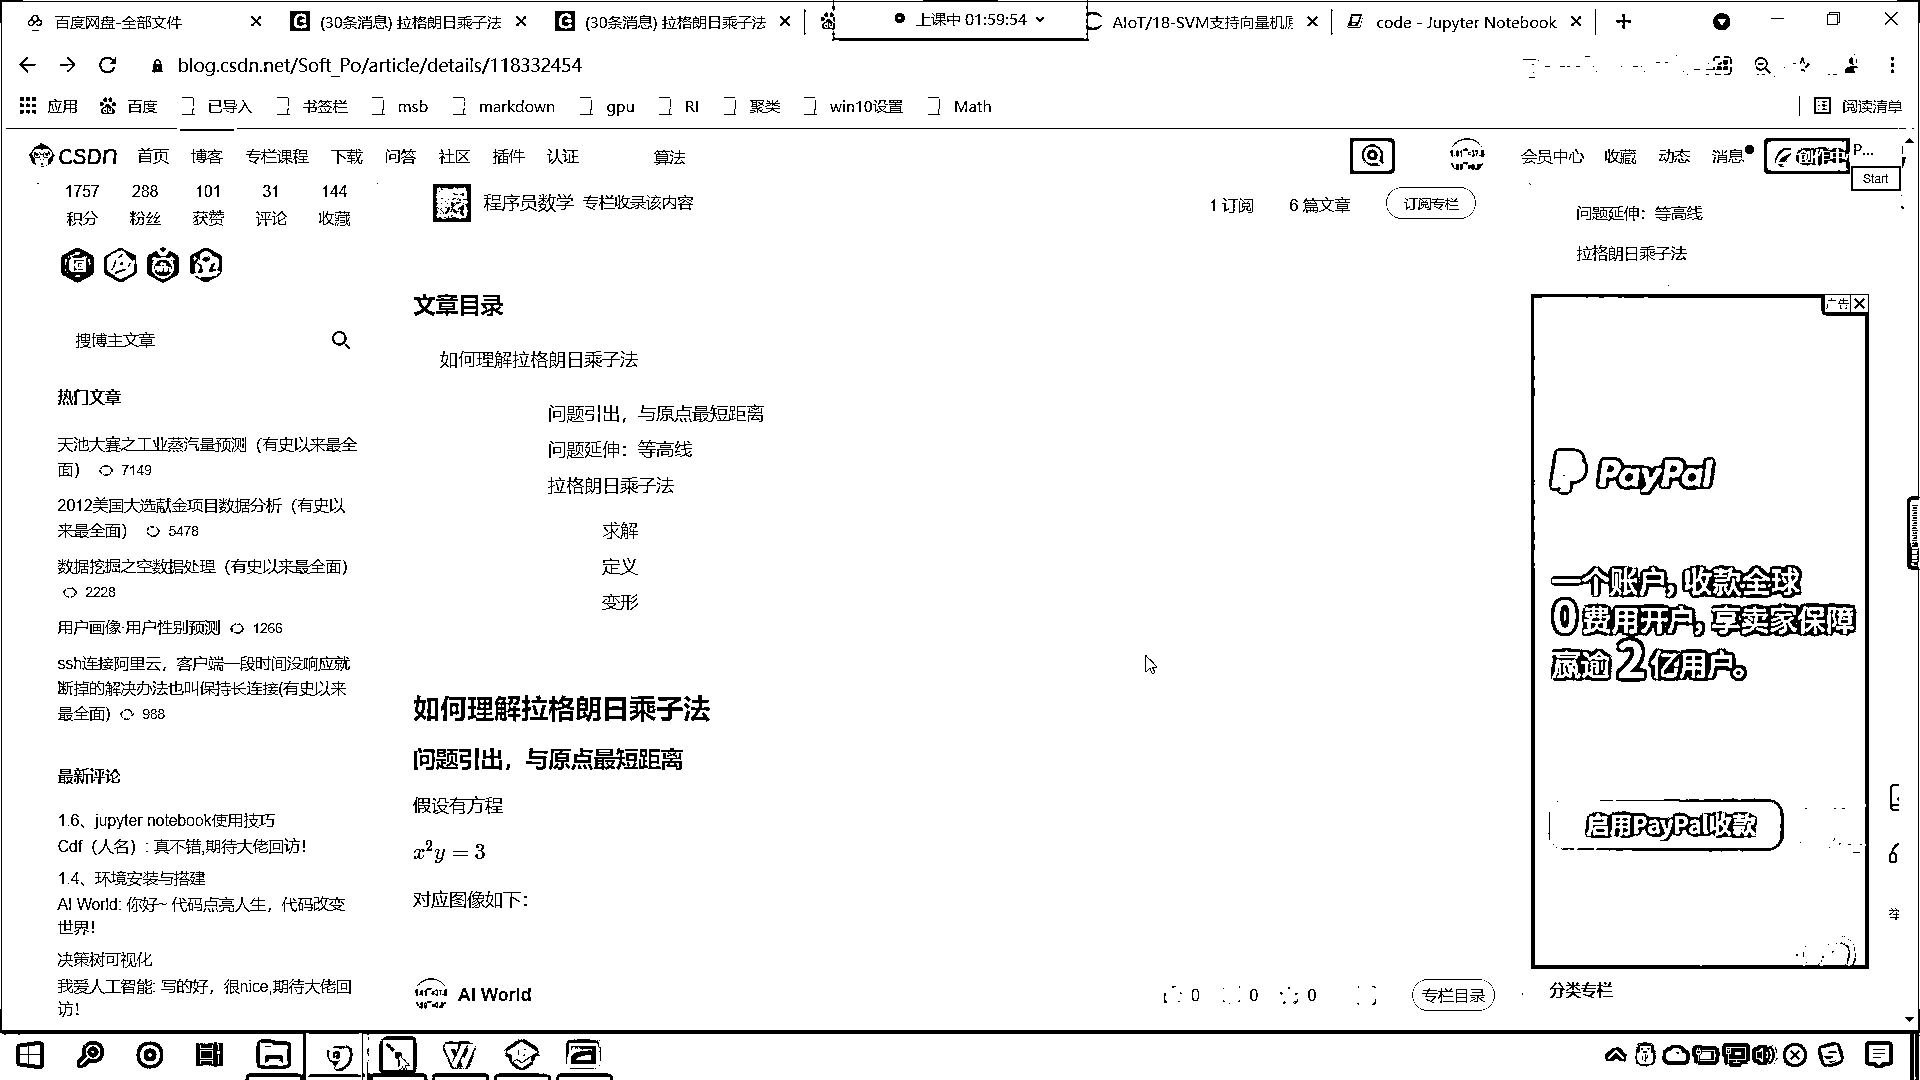 百度网盘-全部文件
(30条消息) 拉格朗日乘子法
(30条消息) 拉格朗日乘子法
上课中 01:59:54
AIoT/18-SVM支持向量机原
code - Jupyter Notebook
blog.csdn.net/Soft_Po/article/details/118332454
应用
百度
已导入
书签栏
msb
markdown
gpu
RI
聚类
win10设置
Math
阅读清单
CSDN
首页
博客
专栏课程
下载
问答
社区
插件
认证
算法
会员中心
收藏
动态
消息
创作中
P...
Start
1757
288
101
31
144
积分
粉丝
获赞
评论
收藏
程序员数学
专栏收录该内容
1 订阅
6 篇文章
订阅专栏
问题延伸：等高线
拉格朗日乘子法
搜博主文章
热门文章
天池大赛之工业蒸汽量预测（有史以来最全
面） 7149
2012美国大选献金项目数据分析（有史以
来最全面） 5478
数据挖掘之空数据处理（有史以来最全面）
2228
用户画像·用户性别预测 1266
ssh连接阿里云，客户端一段时间没响应就
断掉的解决办法也叫保持长连接(有史以来
最全面) 988
最新评论
1.6、jupyter notebook使用技巧
Cdf（人名）: 真不错,期待大佬回访！
1.4、环境安装与搭建
AI World: 你好~ 代码点亮人生，代码改变
世界！
决策树可视化
我爱人工智能: 写的好，很nice,期待大佬回
访！
文章目录
如何理解拉格朗日乘子法
问题引出，与原点最短距离
问题延伸：等高线
拉格朗日乘子法
求解
定义
变形
如何理解拉格朗日乘子法
问题引出，与原点最短距离
假设有方程
x²y = 3
对应图像如下：
AI World
0
0
0
专栏目录
广告
PayPal
一个账户, 收款全球
0费用开户, 享卖家保障
赢逾2亿用户。
启用PayPal收款
分类专栏